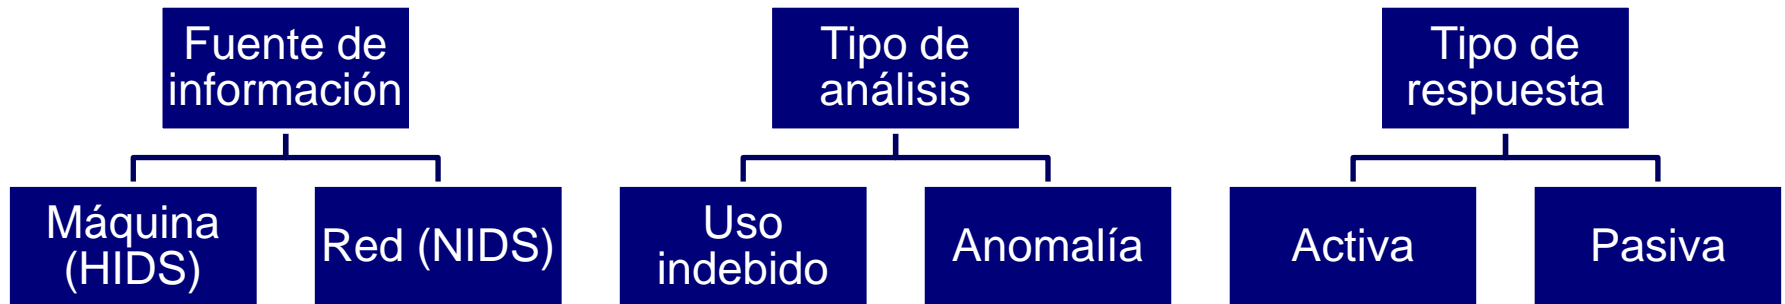 Fuente de
información
Tipo de
análisis
Tipo de
respuesta
Máquina
(HIDS)
Red (NIDS)
Uso
indebido
Anomalía
Activa
Pasiva